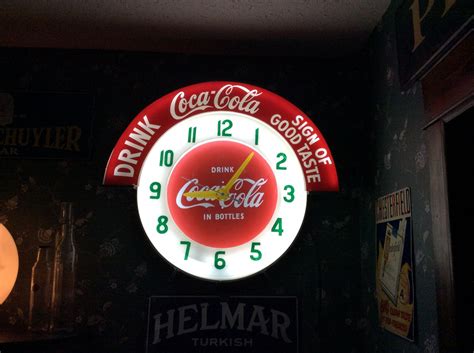 DRINK Coca-Cola SIGN OF
GOOD TASTE
12
1
2
3
4
5
6
7
8
9
10
11
DRINK
Coca-Cola
IN BOTTLES
CHUYLER
HELMAR
TURKISH